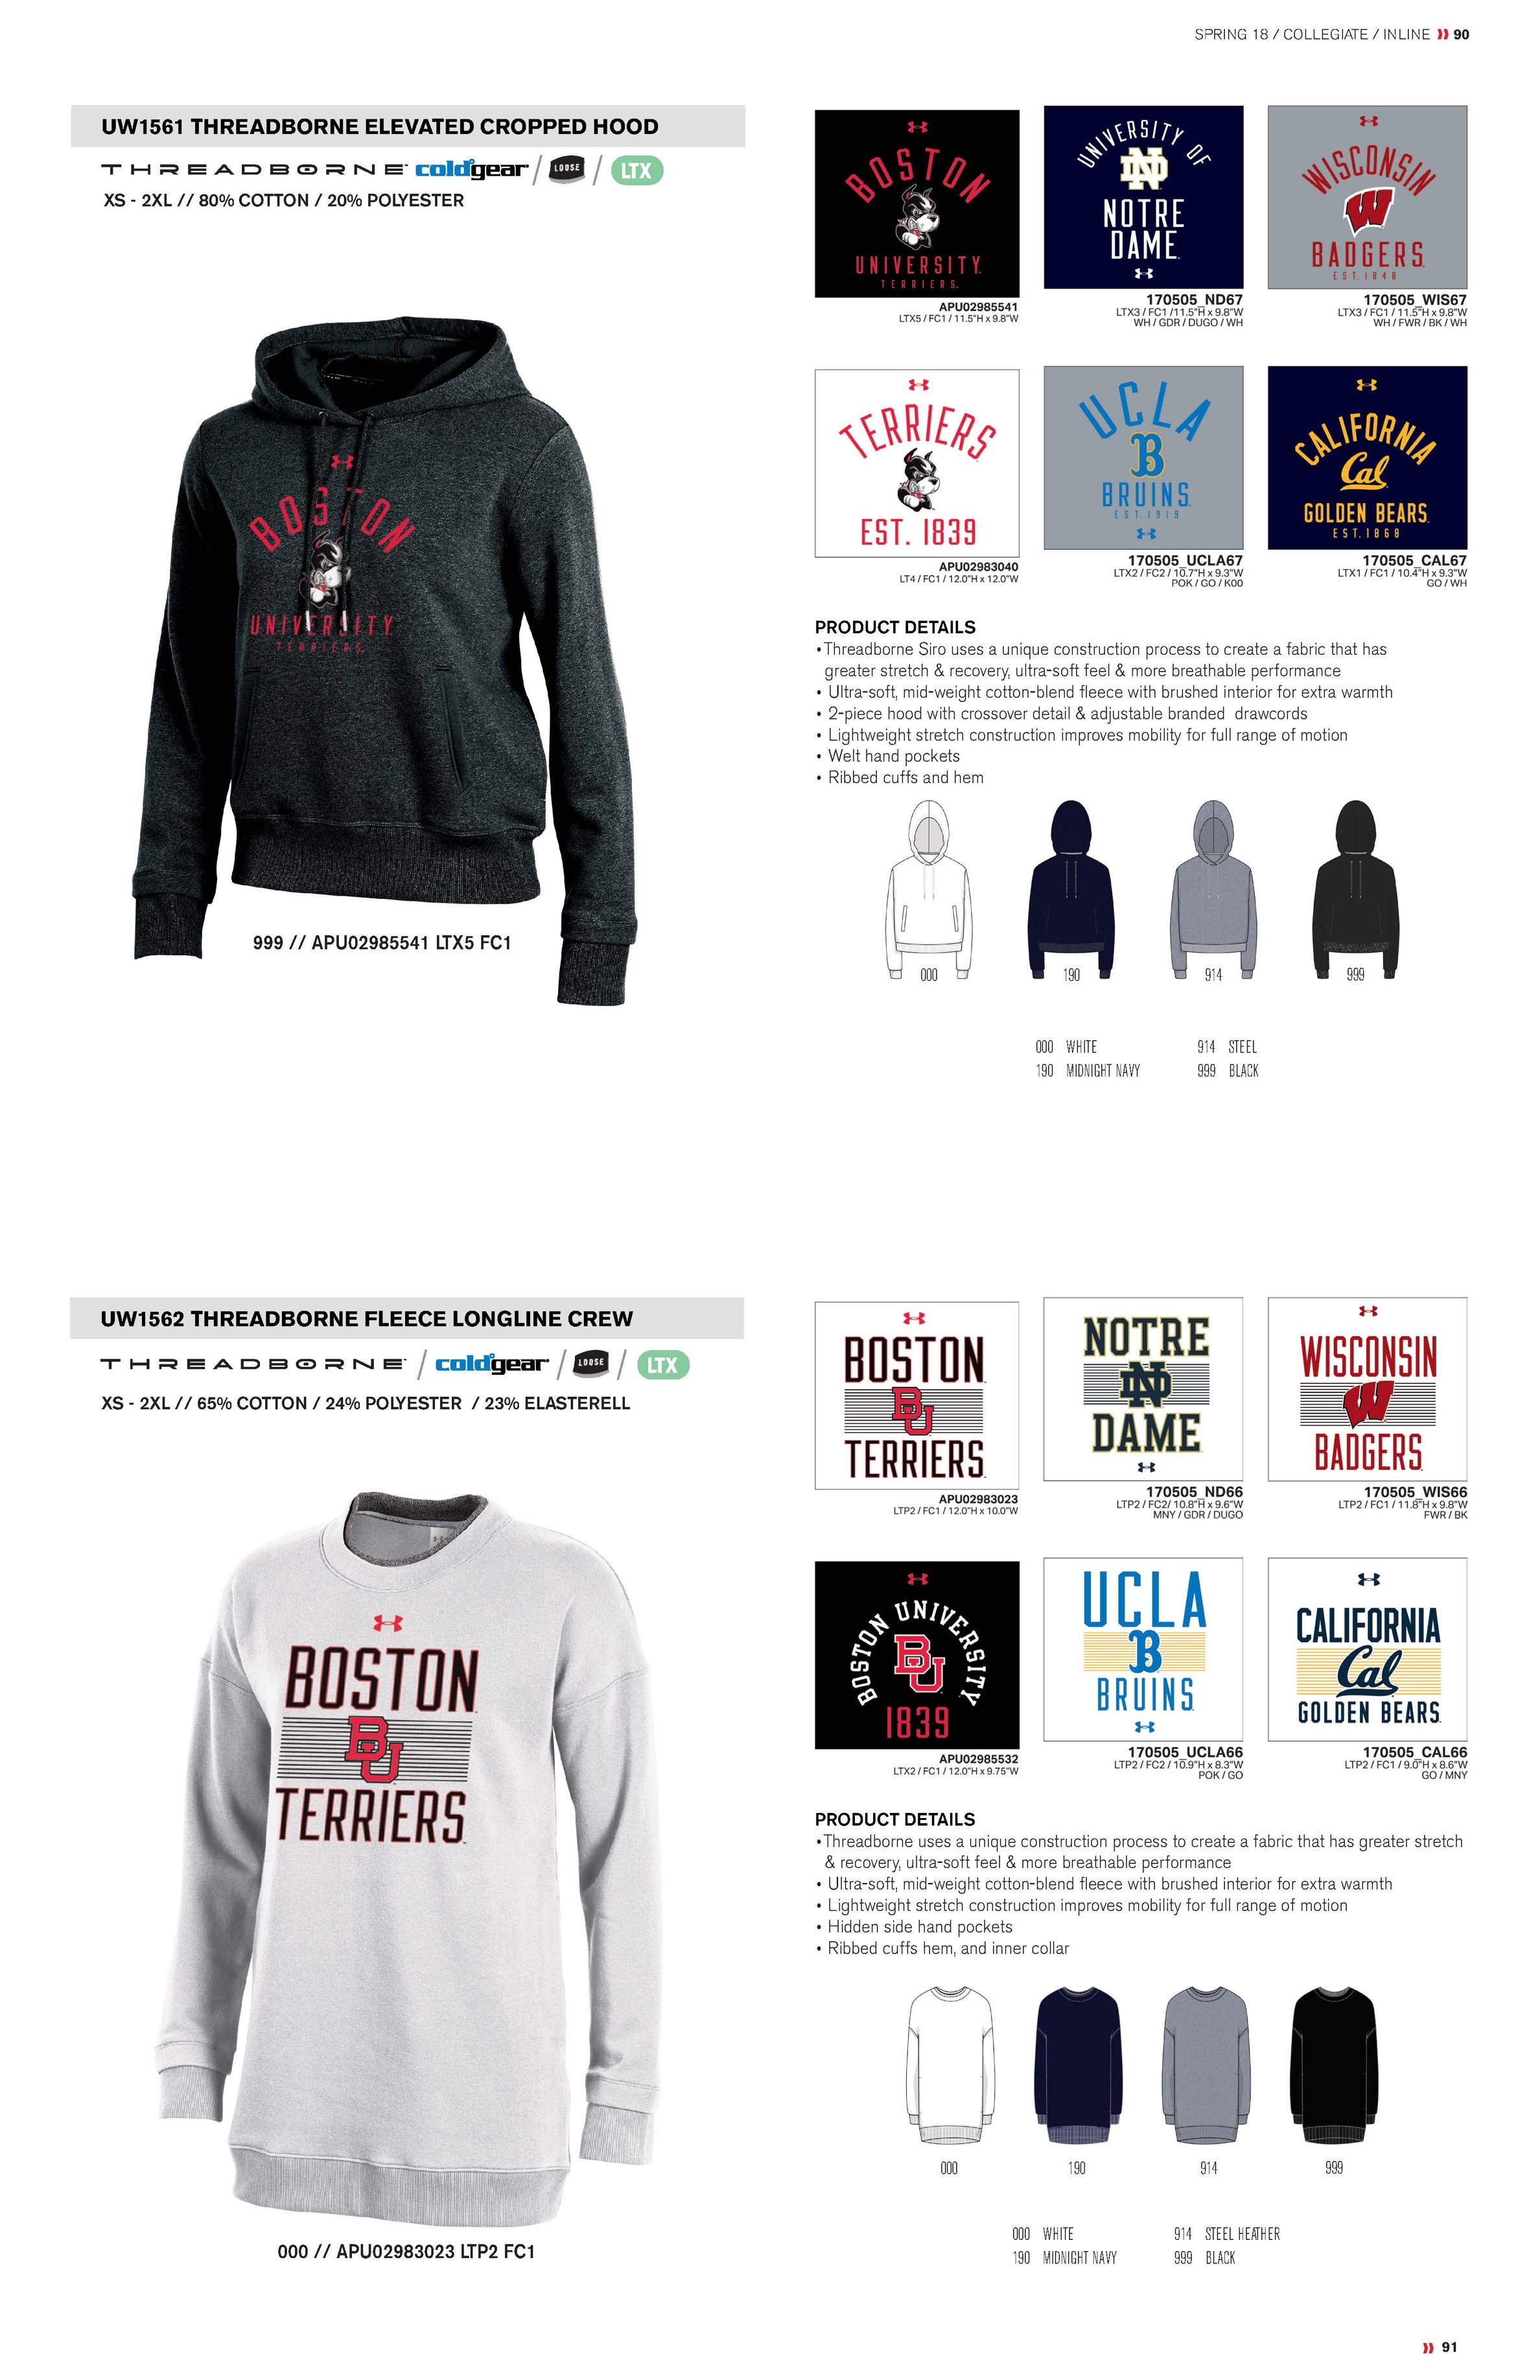 SPRING 18 / COLLEGIATE / INLINE 90
UW1561 THREADBORNE ELEVATED CROPPED HOOD
THREADBORNE coldgear / LOOSE / LTX
XS - 2XL // 80% COTTON / 20% POLYESTER
BOSTON
UNIVERSITY
TERRIERS.
999 // APU02985541 LTX5 FC1
BOSTON
UNIVERSITY.
TERRIERS.
APU02985541
LTX5 / FC1 / 11.5"H x 9.8"W
UNIVERSITY OF
ND
NOTRE
DAME
170505_ND67
LTX3 / FC1 /11.5"H x 9.8"W
WH / GDR / DUGO / WH
WISCONSIN
W
BADGERS
EST. 1848
170505_WIS67
LTX3 / FC1 / 11.5"H x 9.8"W
WH / FWR / BK / WH
TERRIERS
EST. 1839
APU02983040
LT4 / FC1 / 12.0"H x 12.0"W
UCLA
B
BRUINS
EST. 1919
170505_UCLA67
LTX2 / FC2 / 10.7"H x 9.3"W
POK / GO / K00
CALIFORNIA
Cal
GOLDEN BEARS
EST. 1868
170505_CAL67
LTX1 / FC1 / 10.4"H x 9.3"W
GO / WH
PRODUCT DETAILS
•Threadborne Siro uses a unique construction process to create a fabric that has
greater stretch & recovery, ultra-soft feel & more breathable performance
• Ultra-soft, mid-weight cotton-blend fleece with brushed interior for extra warmth
• 2-piece hood with crossover detail & adjustable branded drawcords
• Lightweight stretch construction improves mobility for full range of motion
• Welt hand pockets
• Ribbed cuffs and hem
000 190 914 999
000 WHITE 914 STEEL
190 MIDNIGHT NAVY 999 BLACK
UW1562 THREADBORNE FLEECE LONGLINE CREW
THREADBORNE / coldgear / LOOSE / LTX
XS - 2XL // 65% COTTON / 24% POLYESTER / 23% ELASTERELL
BOSTON
BU
TERRIERS
000 // APU02983023 LTP2 FC1
BOSTON
BU
TERRIERS
APU02983023
LTP2 / FC1 / 12.0"H x 10.0"W
NOTRE
ND
DAME
170505_ND66
LTP2 / FC2/ 10.8"H x 9.6"W
MNY / GDR / DUGO
WISCONSIN
W
BADGERS
170505_WIS66
LTP2 / FC1 / 11.8"H x 9.8"W
FWR / BK
BOSTON UNIVERSITY
BU
1839
APU02985532
LTX2 / FC1 / 12.0"H x 9.75"W
UCLA
B
BRUINS
170505_UCLA66
LTP2 / FC2 / 10.9"H x 8.3"W
POK / GO
CALIFORNIA
Cal
GOLDEN BEARS
170505_CAL66
LTP2 / FC1 / 9.0"H x 8.6"W
GO / MNY
PRODUCT DETAILS
•Threadborne uses a unique construction process to create a fabric that has greater stretch
& recovery, ultra-soft feel & more breathable performance
• Ultra-soft, mid-weight cotton-blend fleece with brushed interior for extra warmth
• Lightweight stretch construction improves mobility for full range of motion
• Hidden side hand pockets
• Ribbed cuffs hem, and inner collar
000 190 914 999
000 WHITE 914 STEEL HEATHER
190 MIDNIGHT NAVY 999 BLACK
91